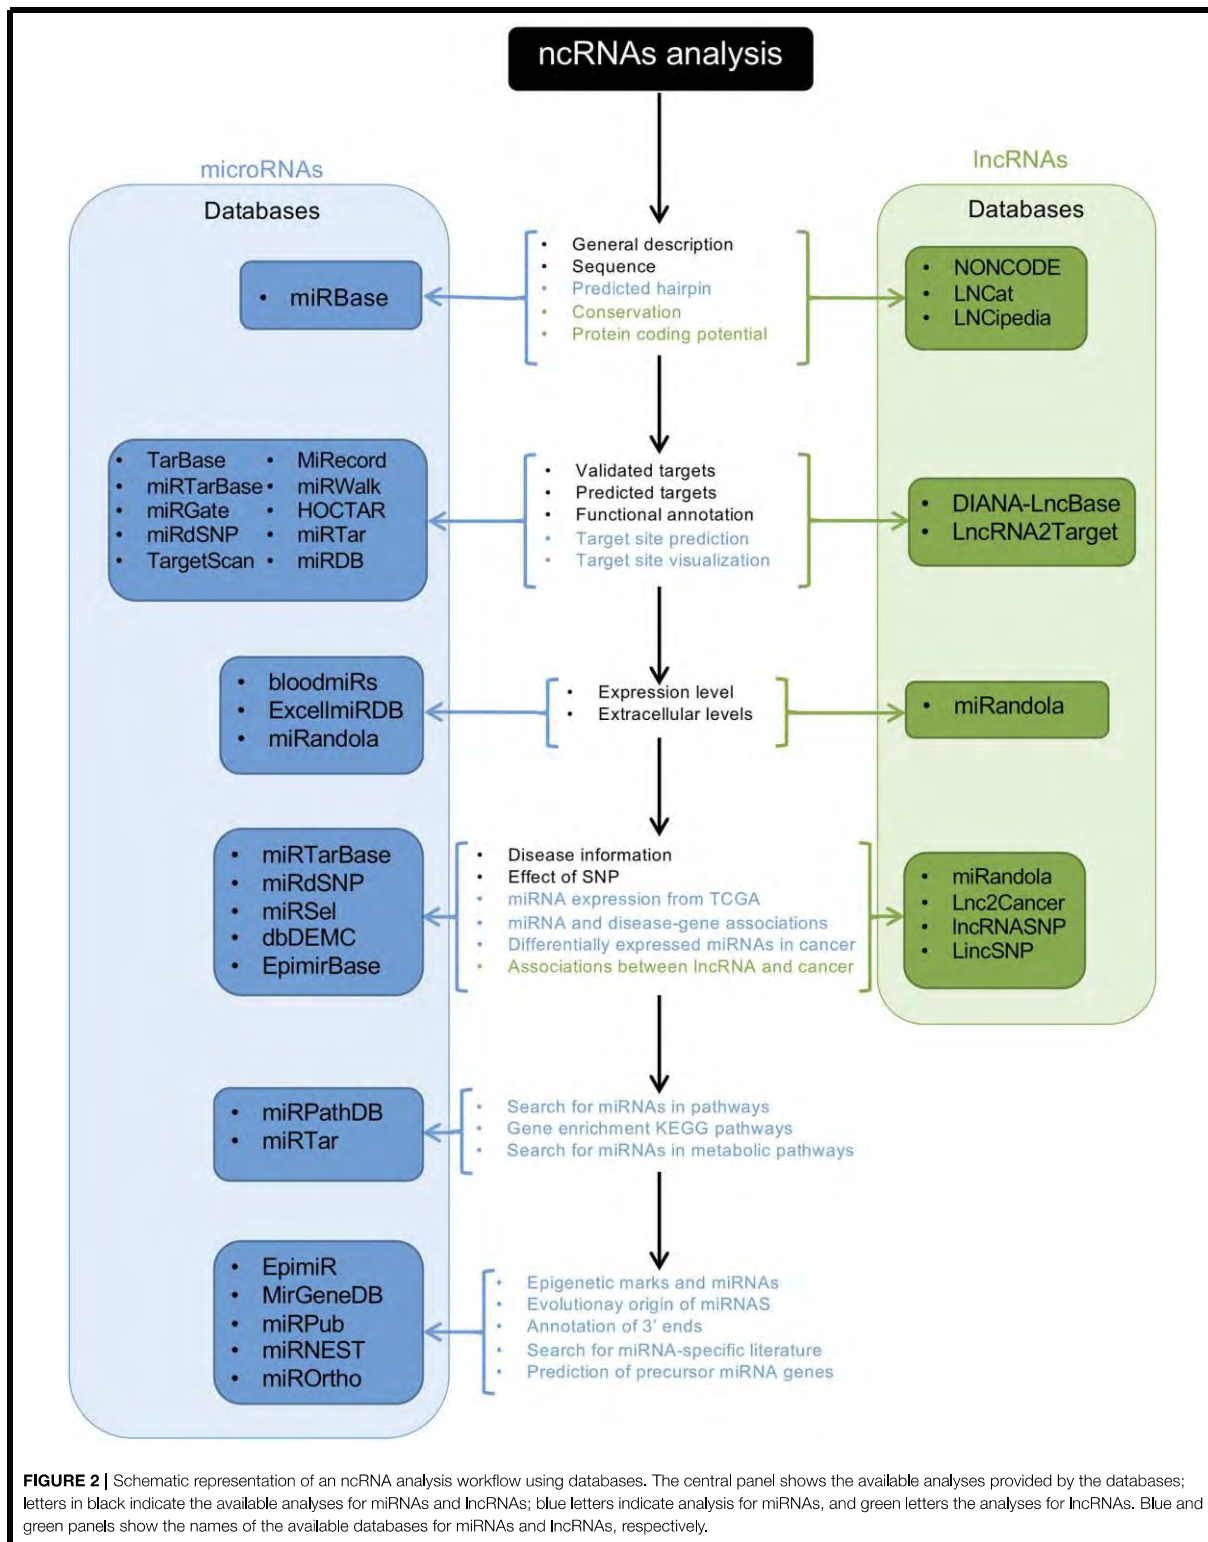 ncRNAs analysis
microRNAs
lncRNAs
Databases
Databases
• General description
• Sequence
• Predicted hairpin
• Conservation
• Protein coding potential
• miRBase
• NONCODE
• LNCat
• LNCipedia
• TarBase
• miRTarBase
• miRGate
• miRdSNP
• TargetScan
• MiRecord
• miRWalk
• HOCTAR
• miRTar
• miRDB
• Validated targets
• Predicted targets
• Functional annotation
• Target site prediction
• Target site visualization
• DIANA-LncBase
• LncRNA2Target
• bloodmiRs
• ExcellmiRDB
• miRandola
• Expression level
• Extracellular levels
• miRandola
• miRTarBase
• miRdSNP
• miRSel
• dbDEMC
• EpimirBase
• Disease information
• Effect of SNP
• miRNA expression from TCGA
• miRNA and disease-gene associations
• Differentially expressed miRNAs in cancer
• Associations between lncRNA and cancer
• miRandola
• Lnc2Cancer
• lncRNASNP
• LincSNP
• miRPathDB
• miRTar
• Search for miRNAs in pathways
• Gene enrichment KEGG pathways
• Search for miRNAs in metabolic pathways
• EpimiR
• MirGeneDB
• miRPub
• miRNEST
• miROrtho
• Epigenetic marks and miRNAs
• Evolutionay origin of miRNAS
• Annotation of 3' ends
• Search for miRNA-specific literature
• Prediction of precursor miRNA genes
FIGURE 2 | Schematic representation of an ncRNA analysis workflow using databases. The central panel shows the available analyses provided by the databases;
letters in black indicate the available analyses for miRNAs and lncRNAs; blue letters indicate analysis for miRNAs, and green letters the analyses for lncRNAs. Blue and
green panels show the names of the available databases for miRNAs and lncRNAs, respectively.